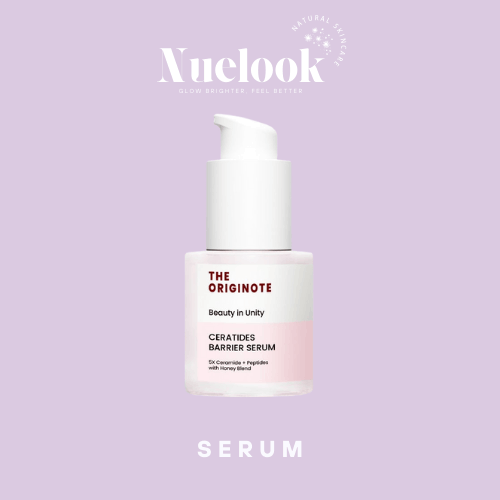 NATURAL SKINCARE
Nuelook
GLOW BRIGHTER, FEEL BETTER
THE
ORIGINOTE
Beauty in Unity
CERATIDES
BARRIER SERUM
5X Ceramide + Peptides
with Honey Blend
SERUM